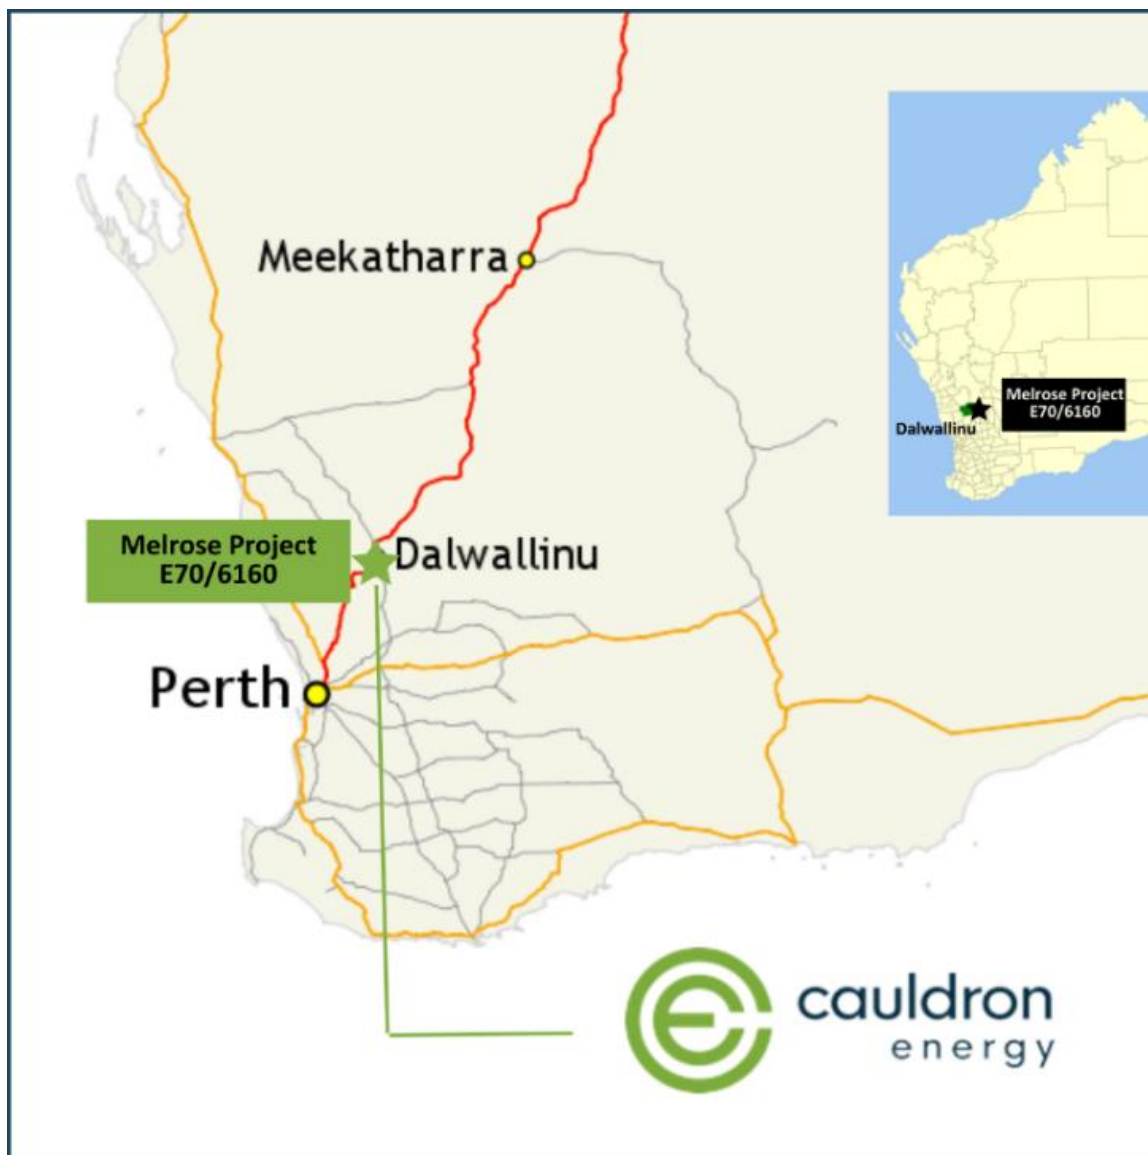 Meekatharra
Melrose Project
E70/6160
Dalwallinu
Melrose Project
E70/6160
Dalwallinu
Perth
cauldron
energy